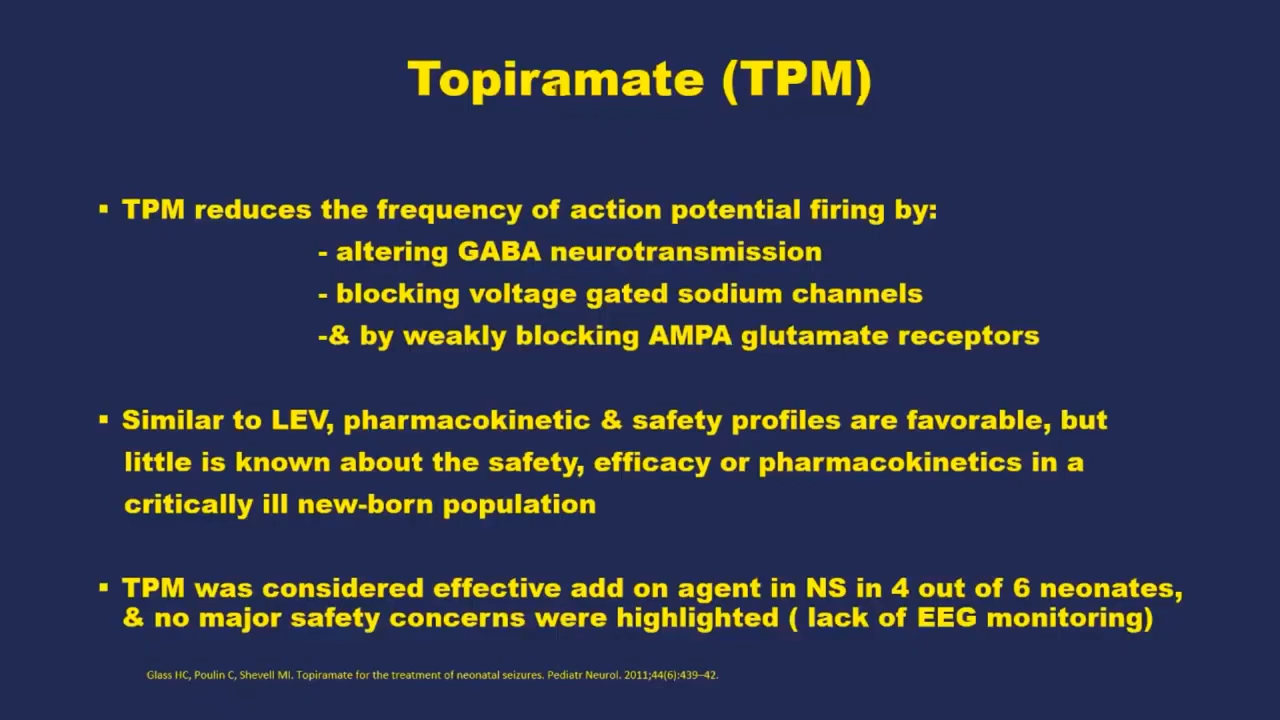 Topiramate (TPM)
▪ TPM reduces the frequency of action potential firing by:
- altering GABA neurotransmission
- blocking voltage gated sodium channels
-& by weakly blocking AMPA glutamate receptors
▪ Similar to LEV, pharmacokinetic & safety profiles are favorable, but
little is known about the safety, efficacy or pharmacokinetics in a
critically ill new-born population
▪ TPM was considered effective add on agent in NS in 4 out of 6 neonates,
& no major safety concerns were highlighted ( lack of EEG monitoring)
Glass HC, Poulin C, Shevell MI. Topiramate for the treatment of neonatal seizures. Pediatr Neurol. 2011;44(6):439–42.